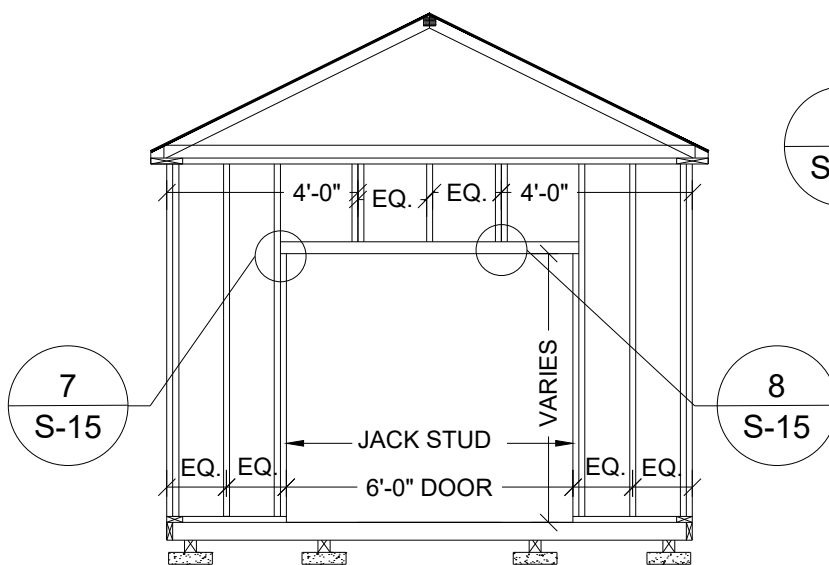 S
4'-0" EQ. EQ. 4'-0"
7
S-15
VARIES
8
S-15
JACK STUD
EQ. EQ. 6'-0" DOOR EQ. EQ.